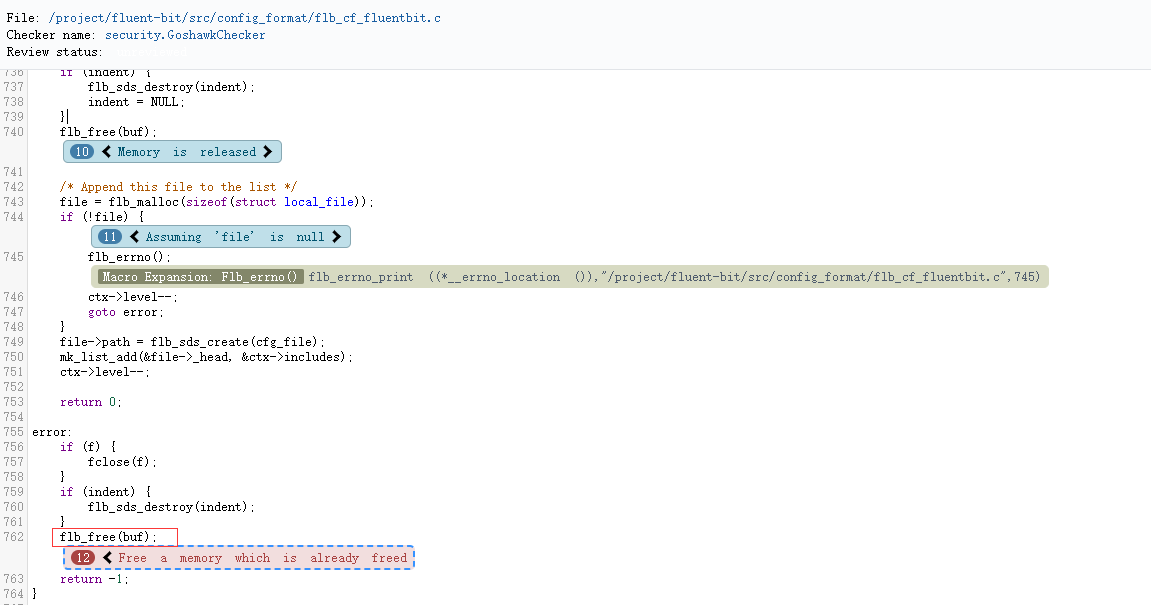 File: /project/fluent-bit/src/config_format/flb_cf_fluentbit.c
Checker name: security.GoshawkChecker
Review status:
736 if (indent) {
737 flb_sds_destroy(indent);
738 indent = NULL;
739 }
740 flb_free(buf);
10 Memory is released
741
742 /* Append this file to the list */
743 file = flb_malloc(sizeof(struct local_file));
744 if (!file) {
11 Assuming 'file' is null
745 flb_errno();
Macro Expansion: Flb_errno() flb_errno_print ((*__errno_location ()),"/project/fluent-bit/src/config_format/flb_cf_fluentbit.c",745)
746 ctx->level--;
747 goto error;
748 }
749 file->path = flb_sds_create(cfg_file);
750 mk_list_add(&file->_head, &ctx->includes);
751 ctx->level--;
752
753 return 0;
754
755 error:
756 if (f) {
757 fclose(f);
758 }
759 if (indent) {
760 flb_sds_destroy(indent);
761 }
762 flb_free(buf);
12 Free a memory which is already freed
763 return -1;
764 }